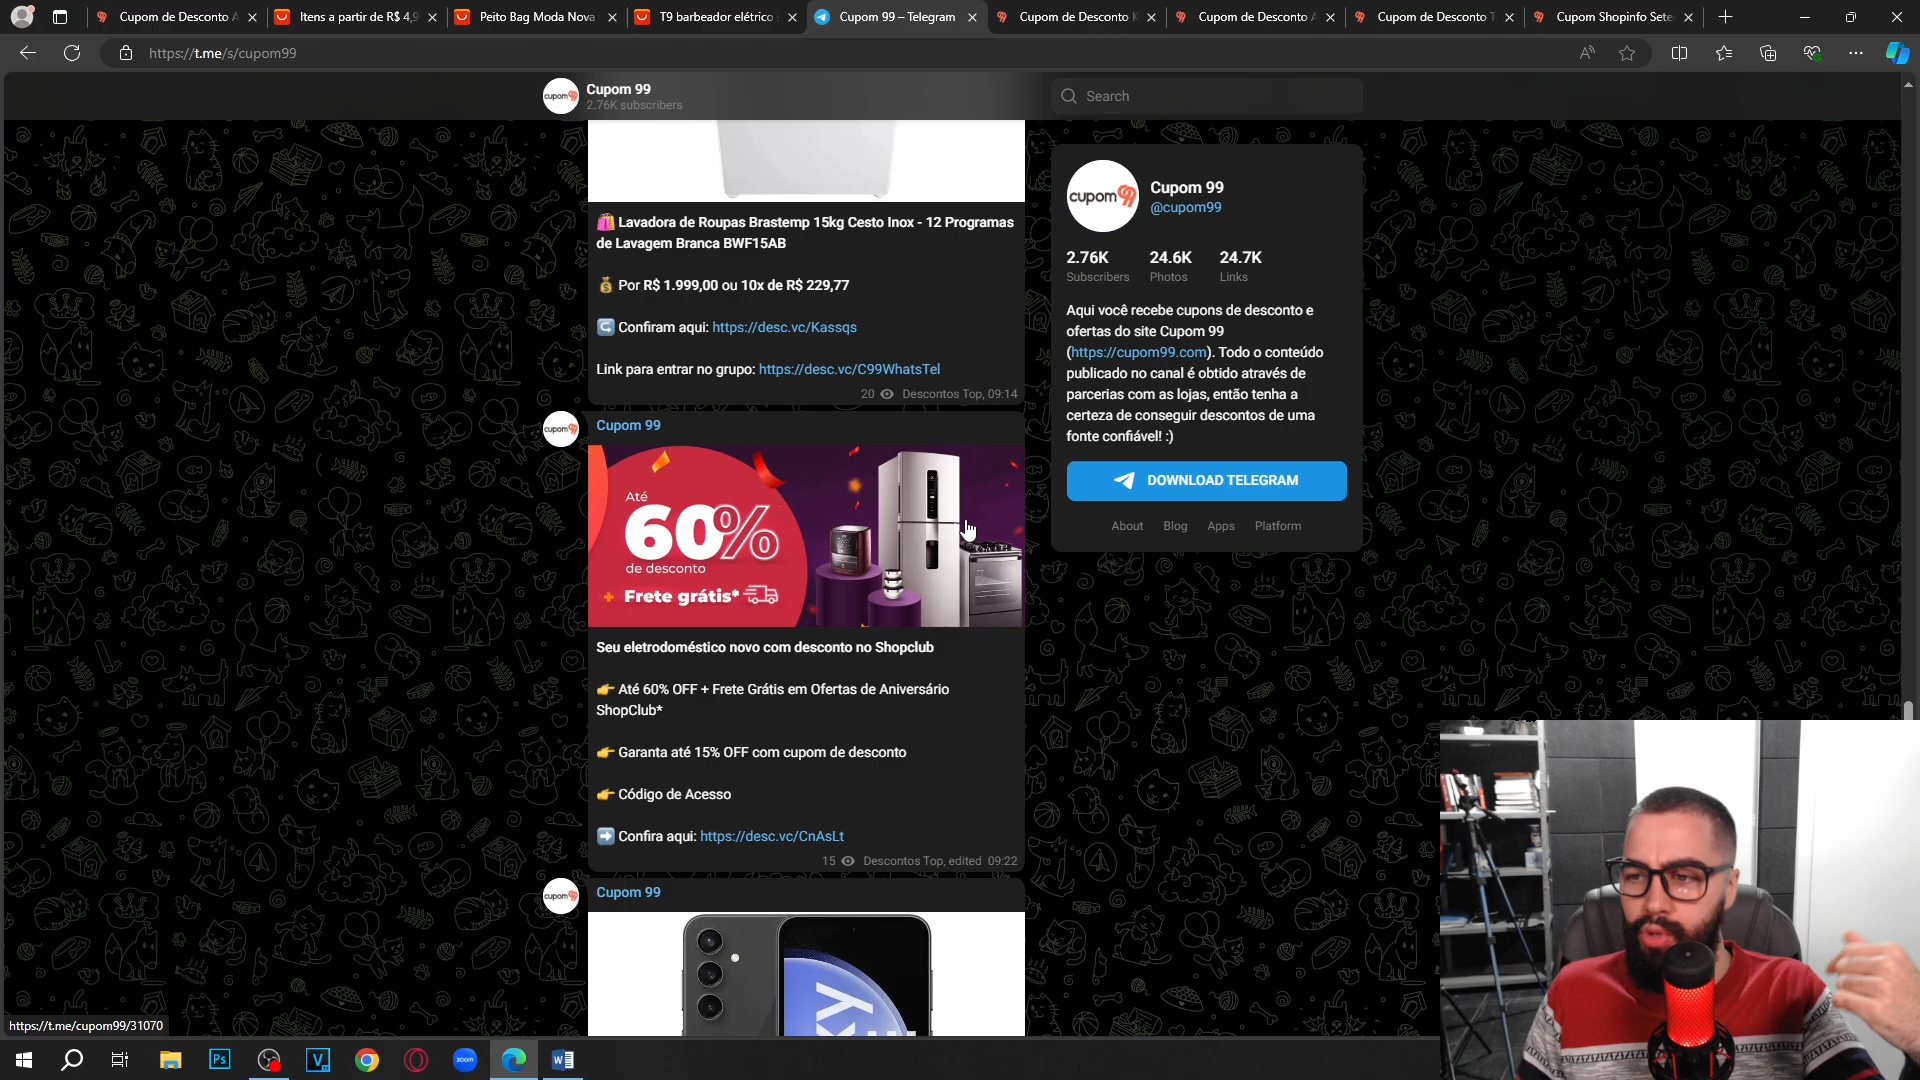 Cupom de Desconto A
Itens a partir de R$ 4,9
Peito Bag Moda Nova
T9 barbeador elétrico
Cupom 99 – Telegram
Cupom de Desconto K
Cupom de Desconto A
Cupom de Desconto T
Cupom Shopinfo Sete
https://t.me/s/cupom99
cupom99
Cupom 99
2.76K subscribers
Search
Lavadora de Roupas Brastemp 15kg Cesto Inox - 12 Programas
de Lavagem Branca BWF15AB
Por R$ 1.999,00 ou 10x de R$ 229,77
Confiram aqui: https://desc.vc/Kassqs
Link para entrar no grupo: https://desc.vc/C99WhatsTel
20 Descontos Top, 09:14
cupom99
Cupom 99
Até
60%
de desconto
+ Frete grátis*
Seu eletrodoméstico novo com desconto no Shopclub
👉 Até 60% OFF + Frete Grátis em Ofertas de Aniversário
ShopClub*
👉 Garanta até 15% OFF com cupom de desconto
👉 Código de Acesso
➡️ Confira aqui: https://desc.vc/CnAsLt
15 Descontos Top, edited 09:22
cupom99
Cupom 99
cupom99
Cupom 99
@cupom99
2.76K 24.6K 24.7K
Subscribers Photos Links
Aqui você recebe cupons de desconto e
ofertas do site Cupom 99
(https://cupom99.com). Todo o conteúdo
publicado no canal é obtido através de
parcerias com as lojas, então tenha a
certeza de conseguir descontos de uma
fonte confiável! :)
DOWNLOAD TELEGRAM
About Blog Apps Platform
https://t.me/cupom99/31070
Ps
V
zoom
W